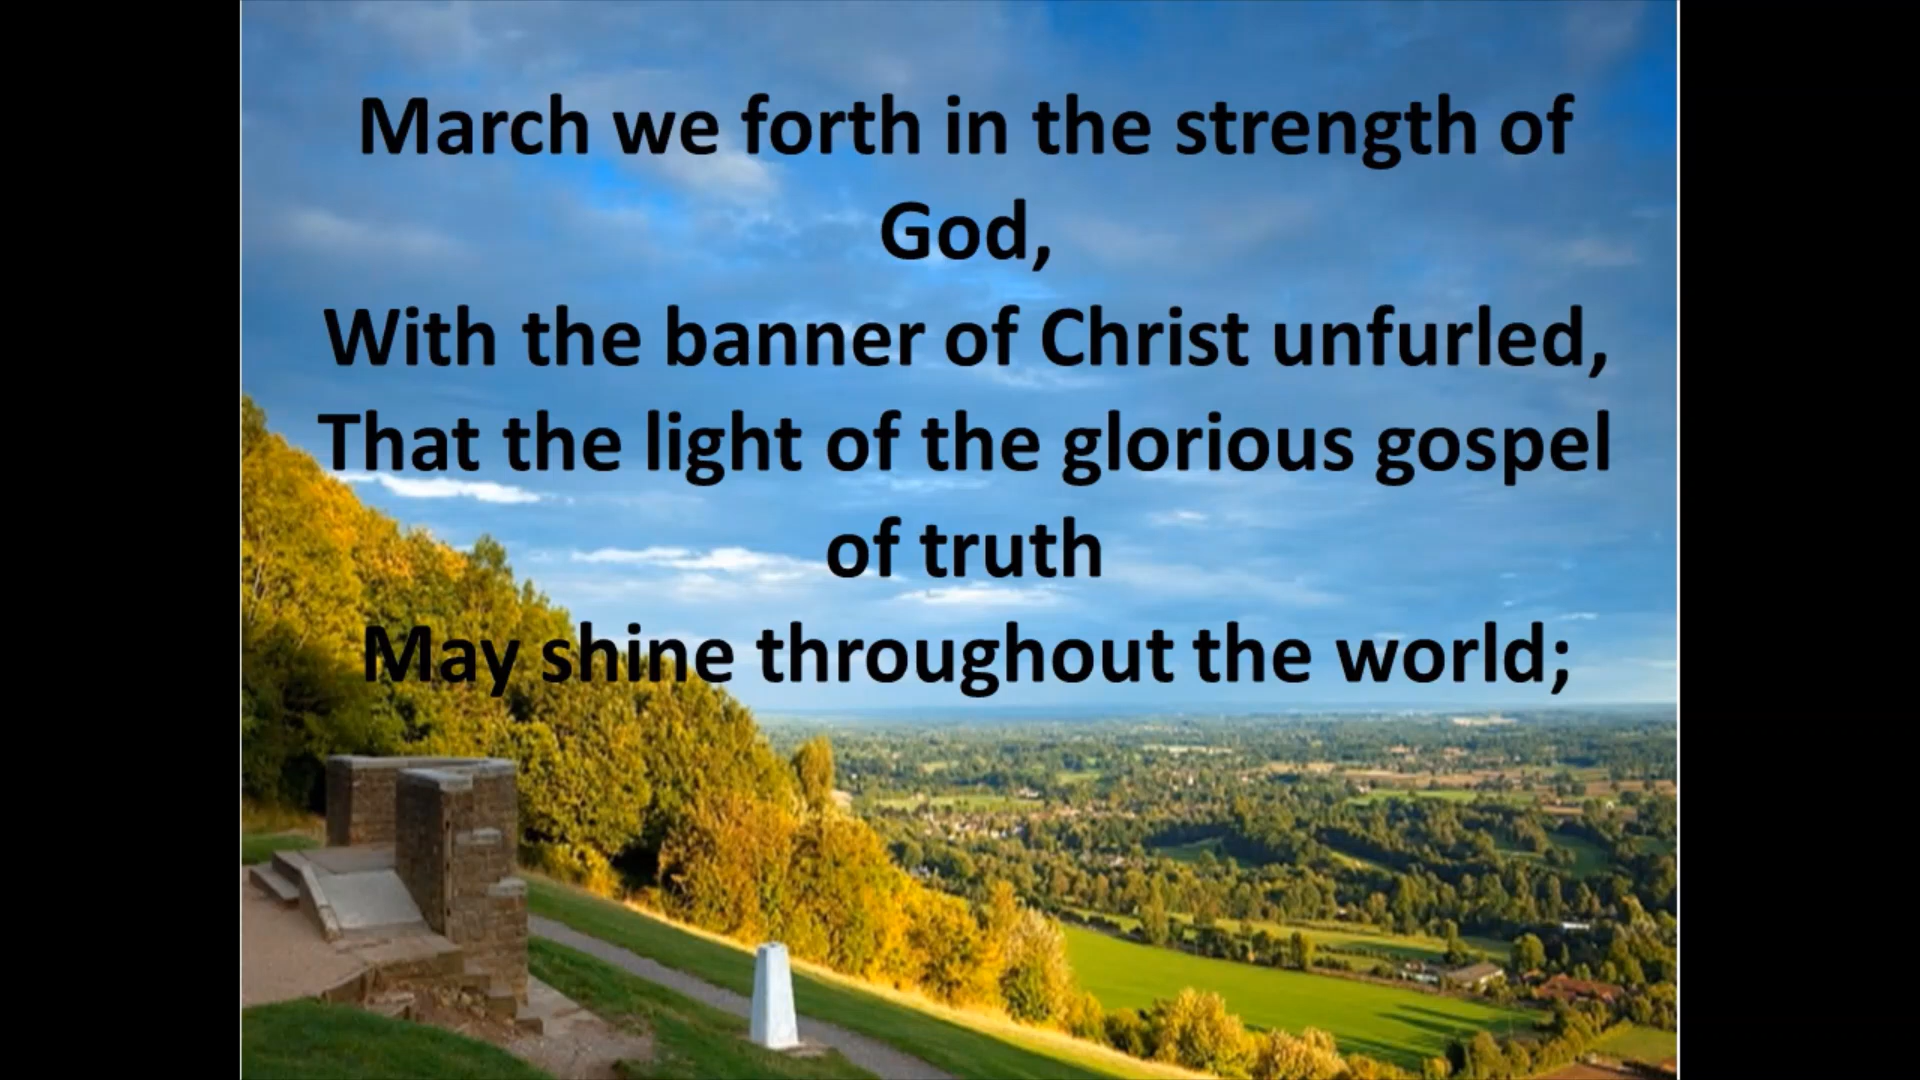 March we forth in the strength of
God,
With the banner of Christ unfurled,
That the light of the glorious gospel
of truth
May shine throughout the world;